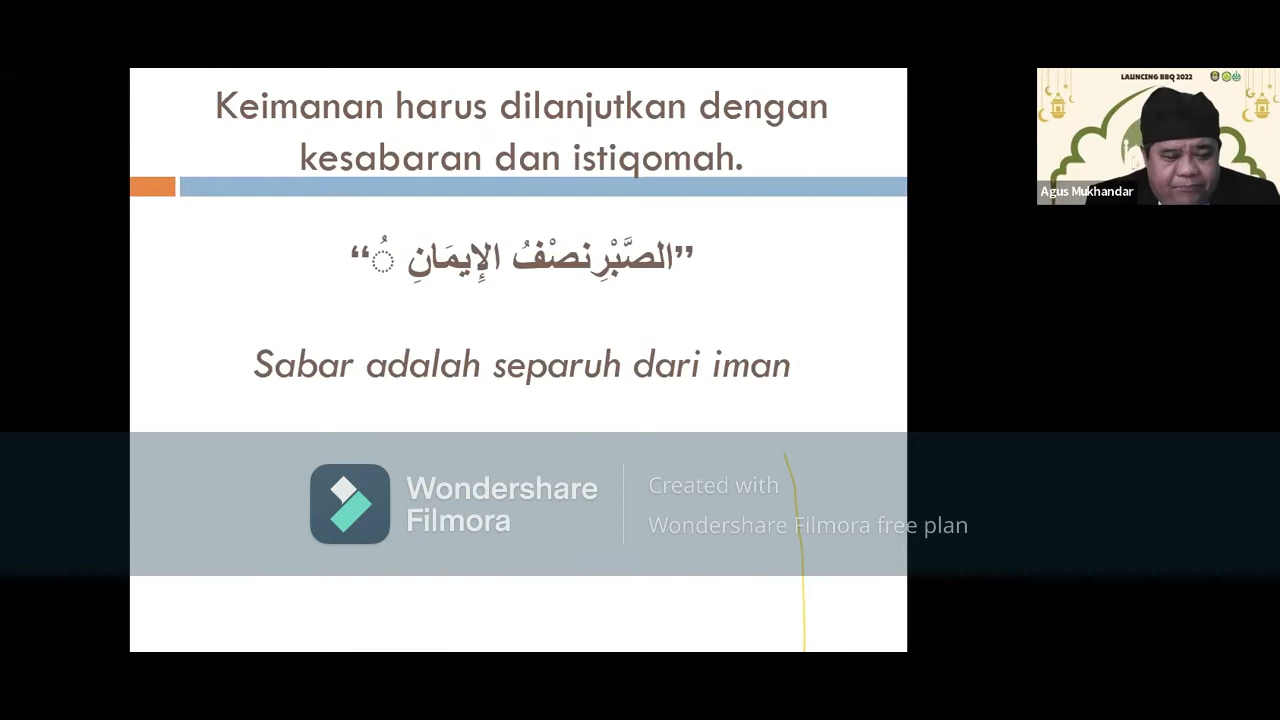 Keimanan harus dilanjutkan dengan
kesabaran dan istiqomah.
”الصَّبْرِنصْفُ الإِيمَانِ ُ“
Sabar adalah separuh dari iman
Wondershare
Filmora
Created with
Wondershare Filmora free plan
LAUNCING BBQ 2022
Agus Mukhandar